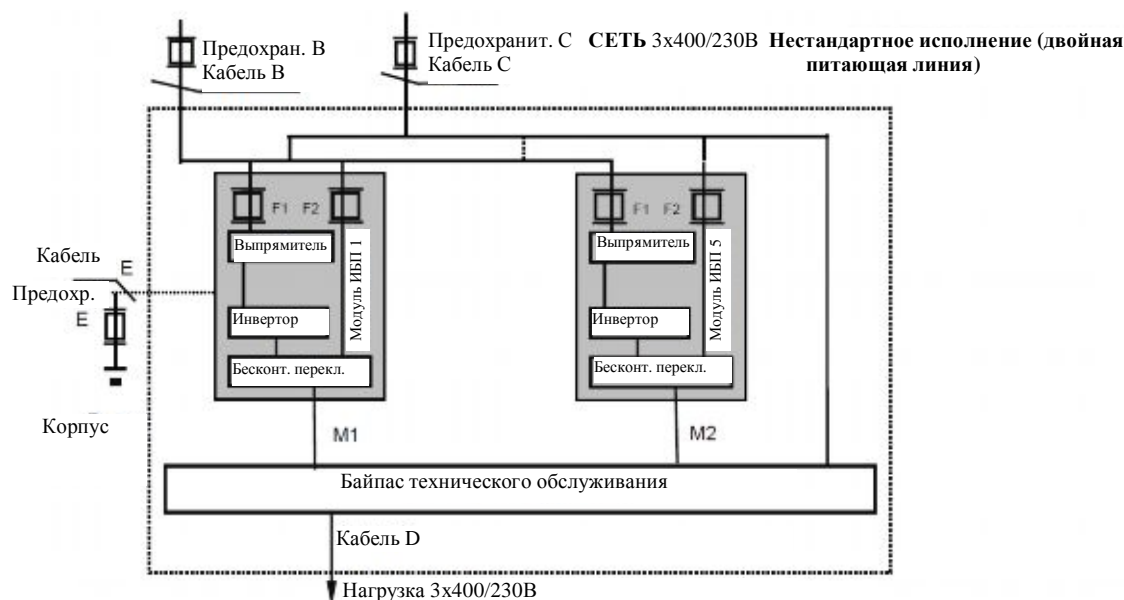 Предохран. В
Кабель В
Предохранит. С
Кабель С
СЕТЬ 3х400/230В Нестандартное исполнение (двойная
питающая линия)
F1 F2
Выпрямитель
Модуль ИБП 1
Инвертор
Бесконт. перекл.
F1 F2
Выпрямитель
Модуль ИБП 5
Инвертор
Бесконт. перекл.
Кабель
E
Предохр.
E
Корпус
M1
M2
Байпас технического обслуживания
Кабель D
Нагрузка 3х400/230В